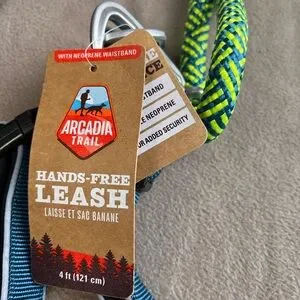 WITH NEOPRENE WAISTBAND
ARCADIA
TRAIL
HANDS-FREE
LEASH
LAISSE ET SAC BANANE
4 ft (121 cm)
WAISTBAND
NEOPRENE
ADDED SECURITY